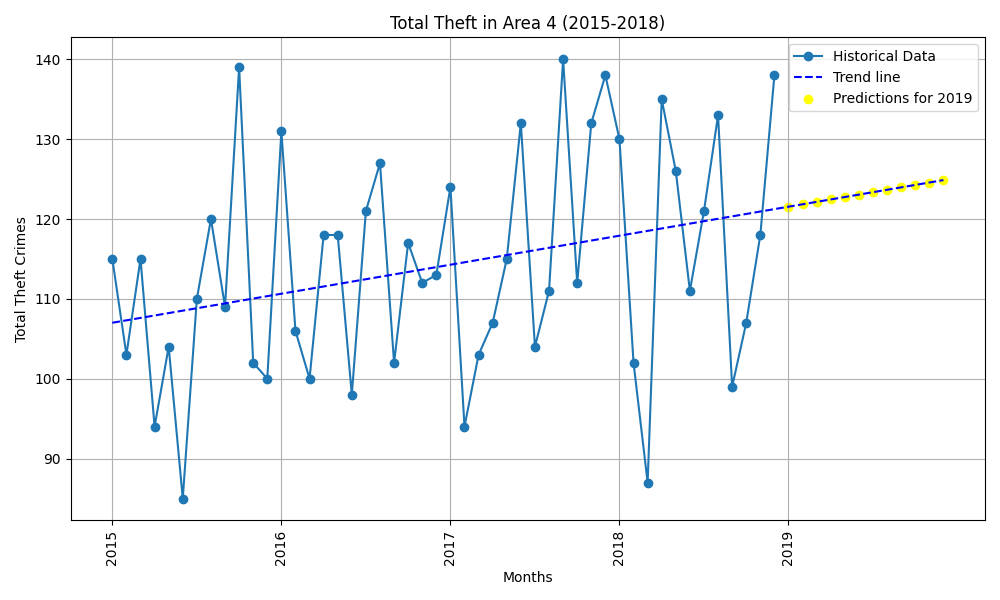 Total Theft in Area 4 (2015-2018)
Historical Data
Trend line
Predictions for 2019
Total Theft Crimes
140
130
120
110
100
90
2015
2016
2017
2018
2019
Months